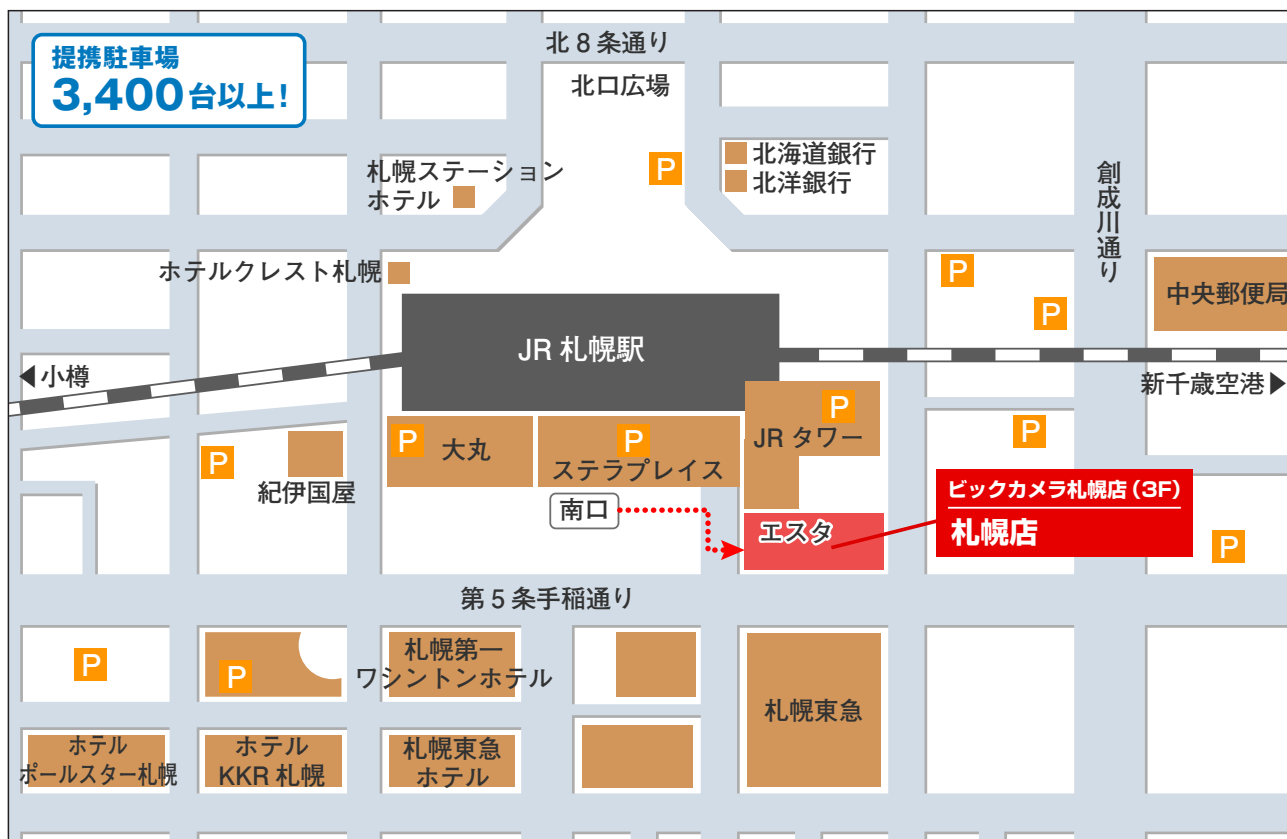 北8条通り
提携駐車場
3,400台以上!
北口広場
P
北海道銀行
北洋銀行
札幌ステーション
ホテル
創成川通り
ホテルクレスト札幌
P
P
中央郵便局
JR 札幌駅
小樽
新千歳空港
P
P
大丸
P
ステラプレイス
P
JR タワー
P
紀伊国屋
南口
エスタ
ビックカメラ札幌店(3F)
札幌店
P
第5条手稲通り
P
P
札幌第一
ワシントンホテル
札幌東急
ホテル
ポールスター札幌
ホテル
KKR 札幌
札幌東急
ホテル